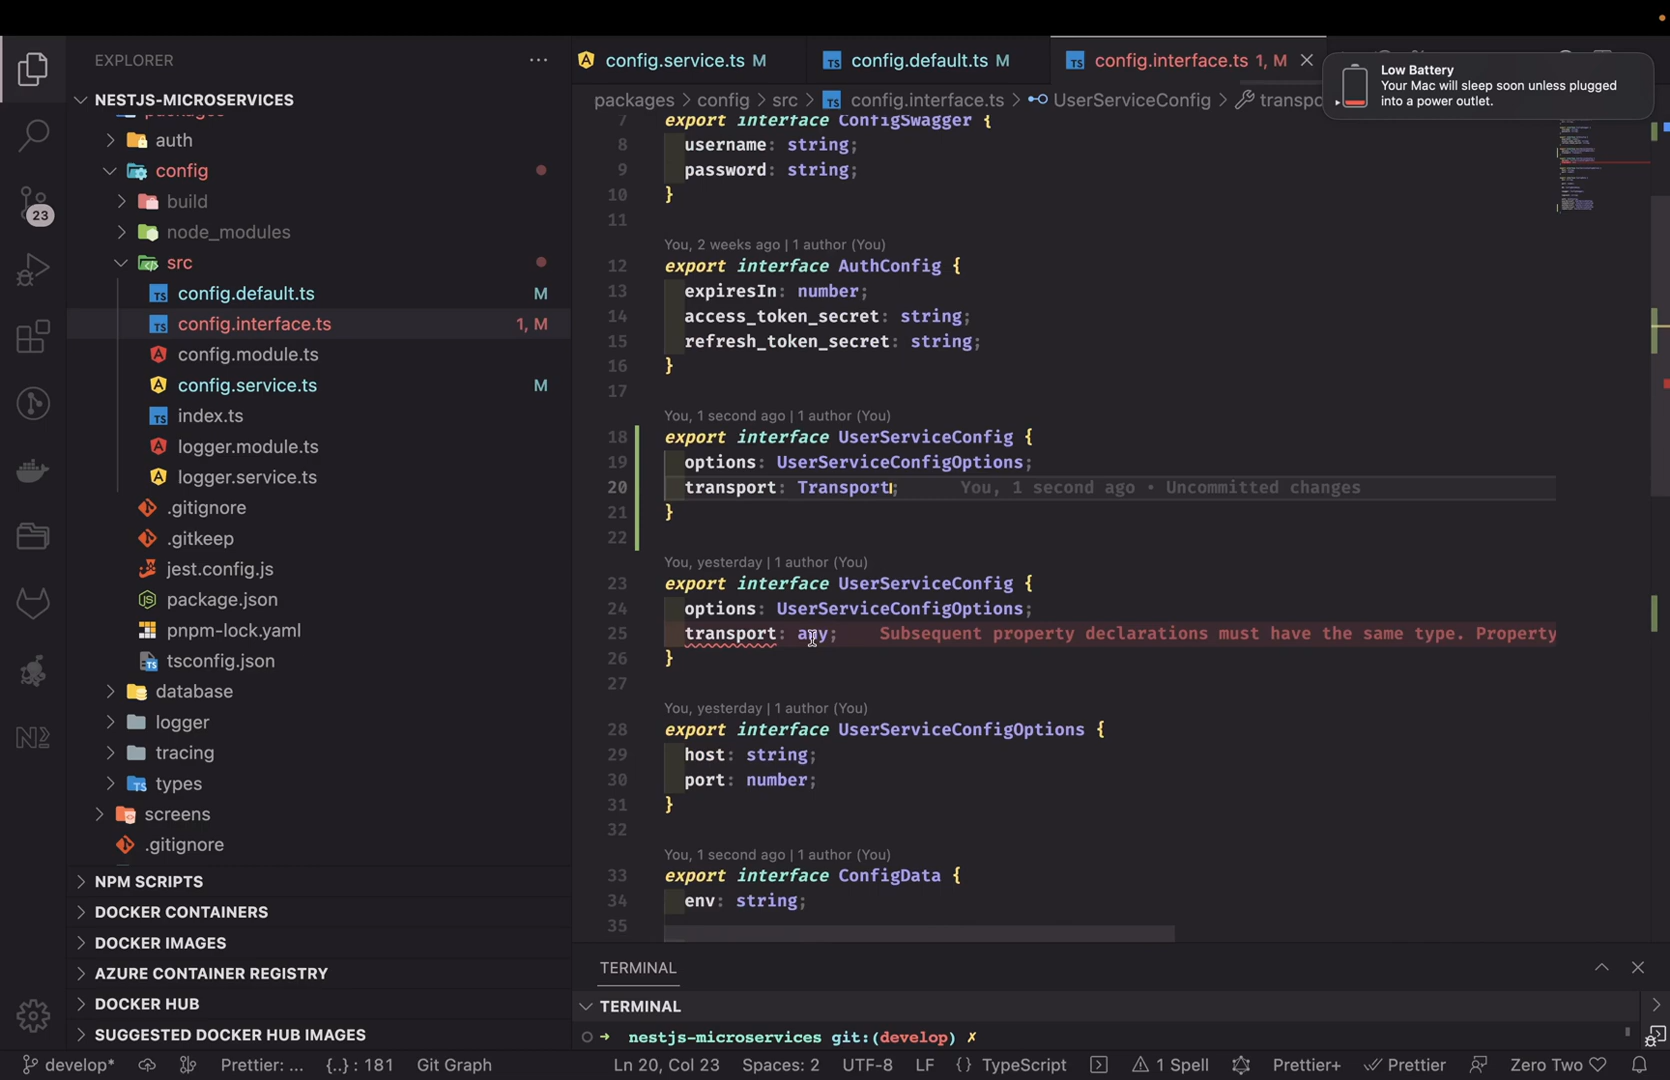 EXPLORER
config.service.ts M
config.default.ts M
config.interface.ts 1, M
Low Battery
Your Mac will sleep soon unless plugged
into a power outlet.
packages > config > src > config.interface.ts > UserServiceConfig > transpo
NESTJS-MICROSERVICES
packages
auth
config
build
node_modules
src
config.default.ts M
config.interface.ts 1, M
config.module.ts
config.service.ts M
index.ts
logger.module.ts
logger.service.ts
.gitignore
.gitkeep
jest.config.js
package.json
pnpm-lock.yaml
tsconfig.json
database
logger
tracing
types
screens
.gitignore
NPM SCRIPTS
DOCKER CONTAINERS
DOCKER IMAGES
AZURE CONTAINER REGISTRY
DOCKER HUB
SUGGESTED DOCKER HUB IMAGES
23
7 export interface ConfigSwagger {
8 username: string;
9 password: string;
10 }
11
You, 2 weeks ago | 1 author (You)
12 export interface AuthConfig {
13 expiresIn: number;
14 access_token_secret: string;
15 refresh_token_secret: string;
16 }
17
You, 1 second ago | 1 author (You)
18 export interface UserServiceConfig {
19 options: UserServiceConfigOptions;
20 transport: Transport; You, 1 second ago • Uncommitted changes
21 }
22
You, yesterday | 1 author (You)
23 export interface UserServiceConfig {
24 options: UserServiceConfigOptions;
25 transport: any; Subsequent property declarations must have the same type. Property
26 }
27
You, yesterday | 1 author (You)
28 export interface UserServiceConfigOptions {
29 host: string;
30 port: number;
31 }
32
You, 1 second ago | 1 author (You)
33 export interface ConfigData {
34 env: string;
35
TERMINAL
TERMINAL
nestjs-microservices git:(develop) ✗
develop* Prettier: ... {..} : 181 Git Graph Ln 20, Col 23 Spaces: 2 UTF-8 LF {} TypeScript 1 Spell Prettier+ Prettier Zero Two